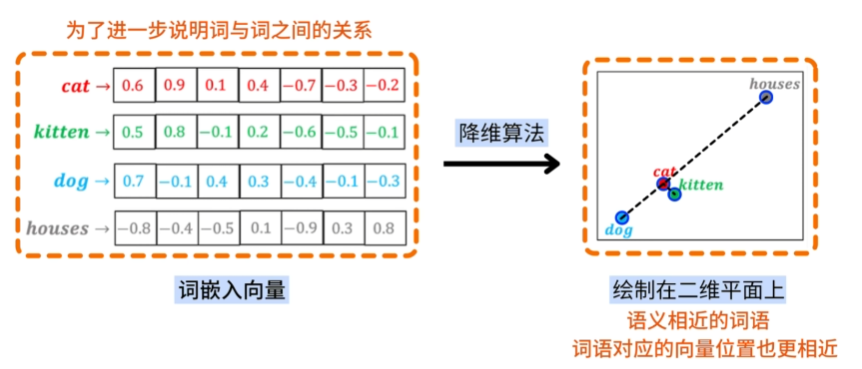 为了进一步说明词与词之间的关系
cat → 0.6 0.9 0.1 0.4 −0.7 −0.3 −0.2
kitten → 0.5 0.8 −0.1 0.2 −0.6 −0.5 −0.1
dog → 0.7 −0.1 0.4 0.3 −0.4 −0.1 −0.3
houses → −0.8 −0.4 −0.5 0.1 −0.9 0.3 0.8
词嵌入向量
降维算法
houses
cat
kitten
dog
绘制在二维平面上
语义相近的词语
词语对应的向量位置也更相近